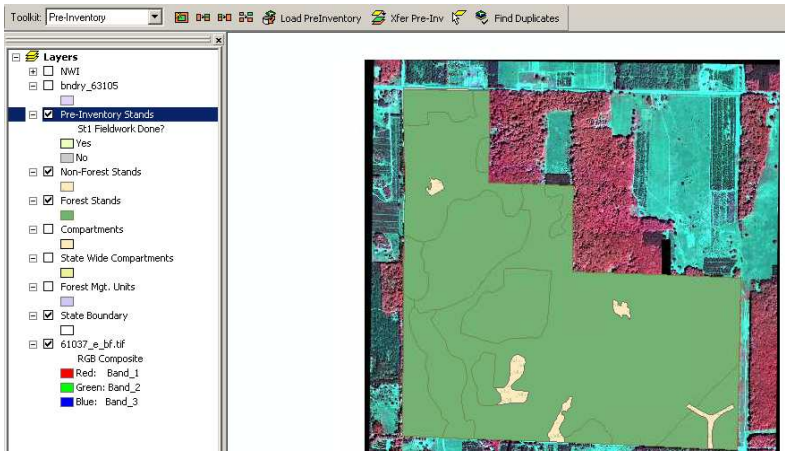 Toolkit: Pre-Inventory Load PreInventory Xfer Pre-Inv Find Duplicates
Layers
NWI
bndry_63105
Pre-Inventory Stands
St1 Fieldwork Done?
Yes
No
Non-Forest Stands
Forest Stands
Compartments
State Wide Compartments
Forest Mgt. Units
State Boundary
61037_e_bf.tif
RGB Composite
Red: Band_1
Green: Band_2
Blue: Band_3